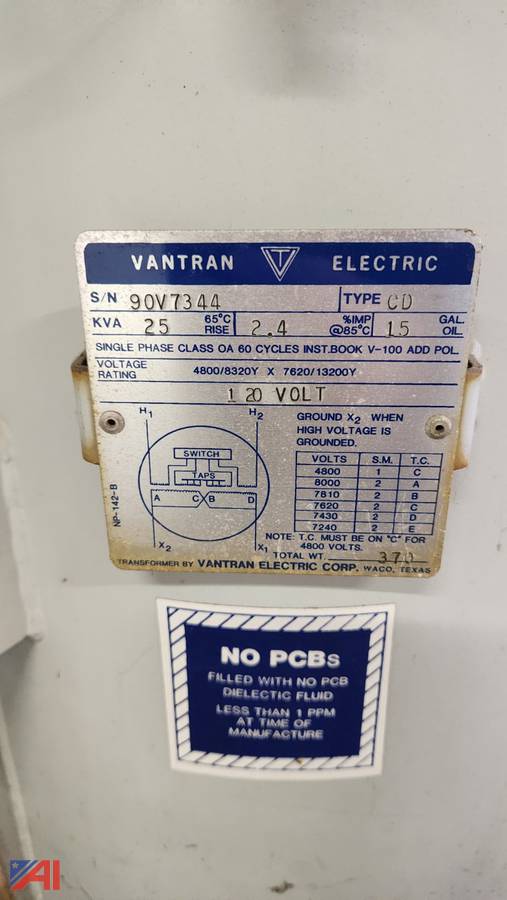 VANTRAN VT ELECTRIC
S/N 90V7344 TYPE CD
KVA 25 65°C RISE 2.4 %IMP @85°C 15 GAL. OIL
SINGLE PHASE CLASS OA 60 CYCLES INST.BOOK V-100 ADD POL.
VOLTAGE RATING 4800/8320Y X 7620/13200Y
120 VOLT
H1 H2
SWITCH
TAPS
A C B D
X2 X1
NP-142-B
GROUND X2 WHEN
HIGH VOLTAGE IS
GROUNDED.
VOLTS S.M. T.C.
4800 1 C
8000 2 A
7810 2 B
7620 2 C
7430 2 D
7240 2 E
NOTE: T.C. MUST BE ON "C" FOR
4800 VOLTS.
TOTAL WT. 370
TRANSFORMER BY VANTRAN ELECTRIC CORP. WACO, TEXAS
NO PCBs
FILLED WITH NO PCB
DIELECTIC FLUID
LESS THAN 1 PPM
AT TIME OF
MANUFACTURE
AI